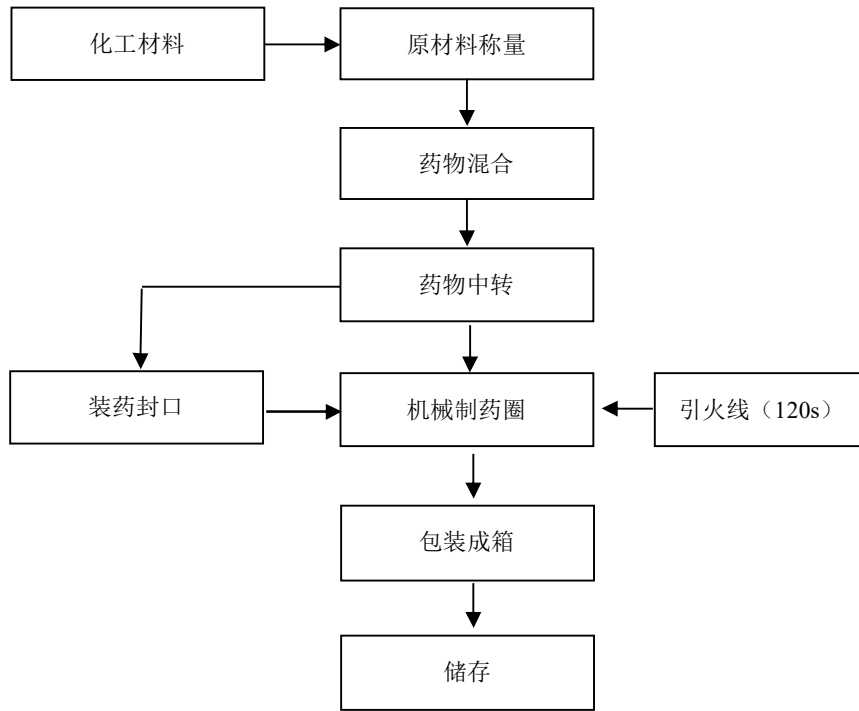 化工材料
原材料称量
药物混合
药物中转
装药封口
机械制药圈
引火线（120s）
包装成箱
储存